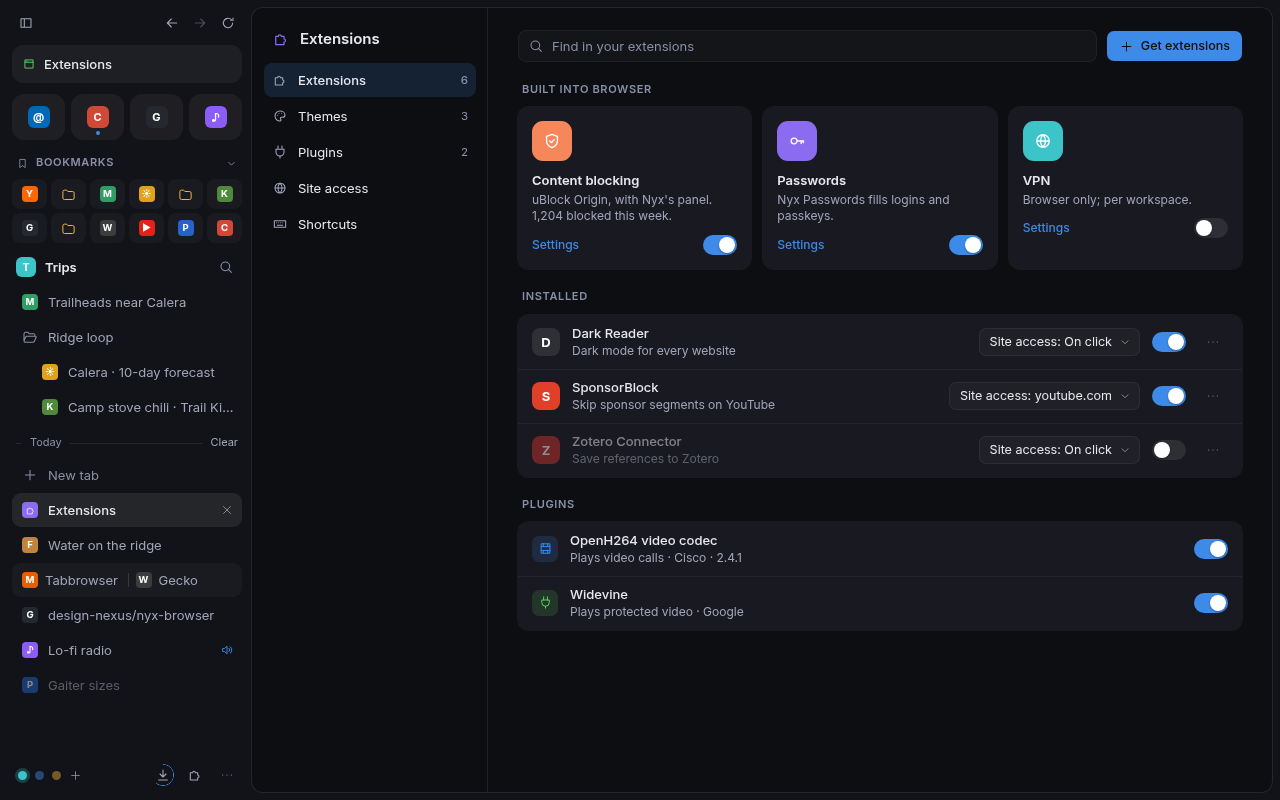 Extensions
@
C
G
BOOKMARKS
Y
M
K
G
W
P
C
T
Trips
M
Trailheads near Calera
Ridge loop
Calera · 10-day forecast
K
Camp stove chili · Trail Ki...
Today
Clear
New tab
Extensions
F
Water on the ridge
M
Tabbrowser
W
Gecko
G
design-nexus/nyx-browser
Lo-fi radio
P
Gaiter sizes
Extensions
Extensions
6
Themes
3
Plugins
2
Site access
Shortcuts
Find in your extensions
Get extensions
BUILT INTO BROWSER
Content blocking
uBlock Origin, with Nyx's panel.
1,204 blocked this week.
Settings
Passwords
Nyx Passwords fills logins and
passkeys.
Settings
VPN
Browser only; per workspace.
Settings
INSTALLED
D
Dark Reader
Dark mode for every website
Site access: On click
S
SponsorBlock
Skip sponsor segments on YouTube
Site access: youtube.com
Z
Zotero Connector
Save references to Zotero
Site access: On click
PLUGINS
OpenH264 video codec
Plays video calls · Cisco · 2.4.1
Widevine
Plays protected video · Google